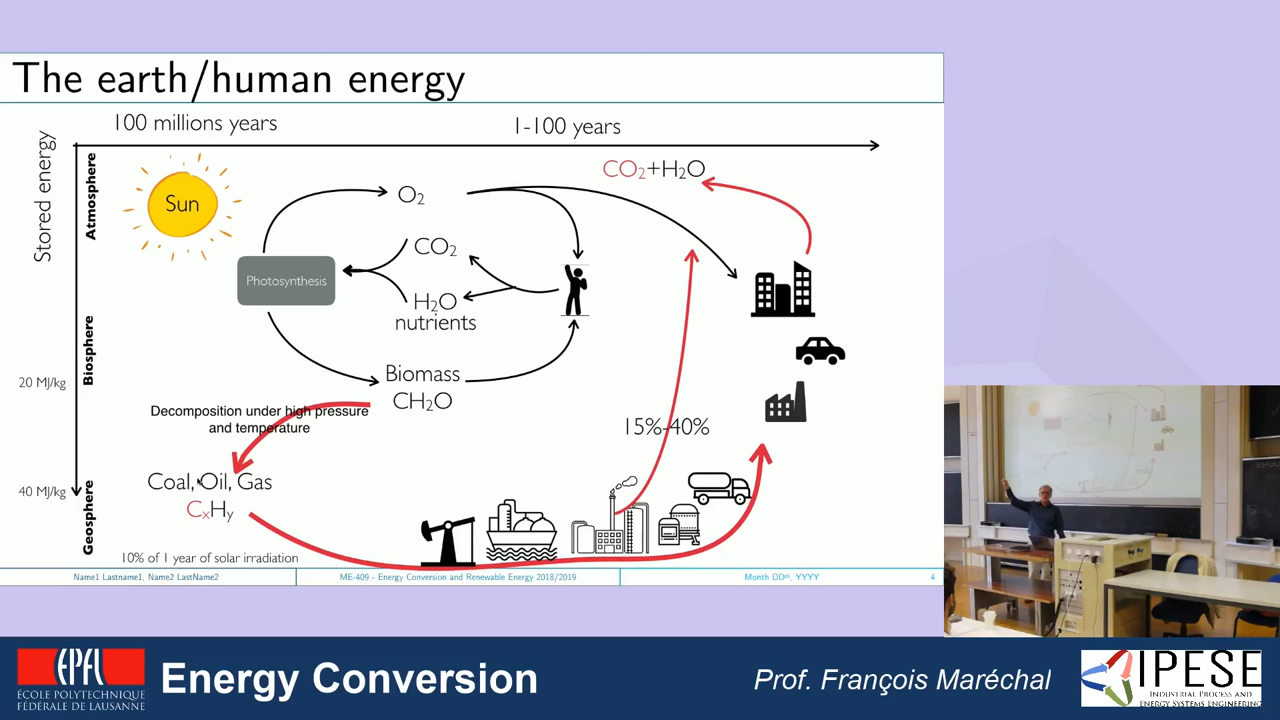 The earth/human energy
100 millions years
1-100 years
Stored energy
Atmosphere
Biosphere
Geosphere
20 MJ/kg
40 MJ/kg
Sun
Photosynthesis
O₂
CO₂
H₂O
nutrients
Biomass
CH₂O
CO₂+H₂O
Decomposition under high pressure
and temperature
Coal, Oil, Gas
CₓHᵧ
15%-40%
10% of 1 year of solar irradiation
Name1 Lastname1, Name2 LastName2
ME-409 - Energy Conversion and Renewable Energy 2018/2019
Month DDᵗʰ, YYYY
4
EPFL
ÉCOLE POLYTECHNIQUE
FÉDÉRALE DE LAUSANNE
Energy Conversion
Prof. François Maréchal
IPESE
Industrial Process and
Energy Systems Engineering